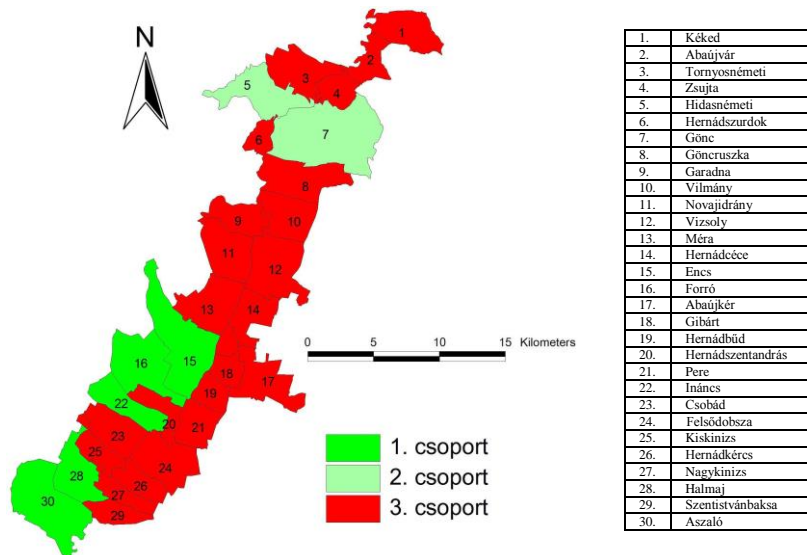 N
1
2
3
4
5
6
7
8
9
10
11
12
13
14
15
16
17
18
19
20
21
22
23
24
25
26
27
28
29
30
0 5 10 15 Kilometers
1. csoport
2. csoport
3. csoport
1. Kéked
2. Abaújvár
3. Tornyosnémeti
4. Zsujta
5. Hidasnémeti
6. Hernádszurdok
7. Gönc
8. Göncruszka
9. Garadna
10. Vilmány
11. Novajidrány
12. Vizsoly
13. Méra
14. Hernádcéce
15. Encs
16. Forró
17. Abaújkér
18. Gibárt
19. Hernádbűd
20. Hernádszentandrás
21. Pere
22. Ináncs
23. Csobád
24. Felsődobsza
25. Kiskinizs
26. Hernádkércs
27. Nagykinizs
28. Halmaj
29. Szentistvánbaksa
30. Aszaló